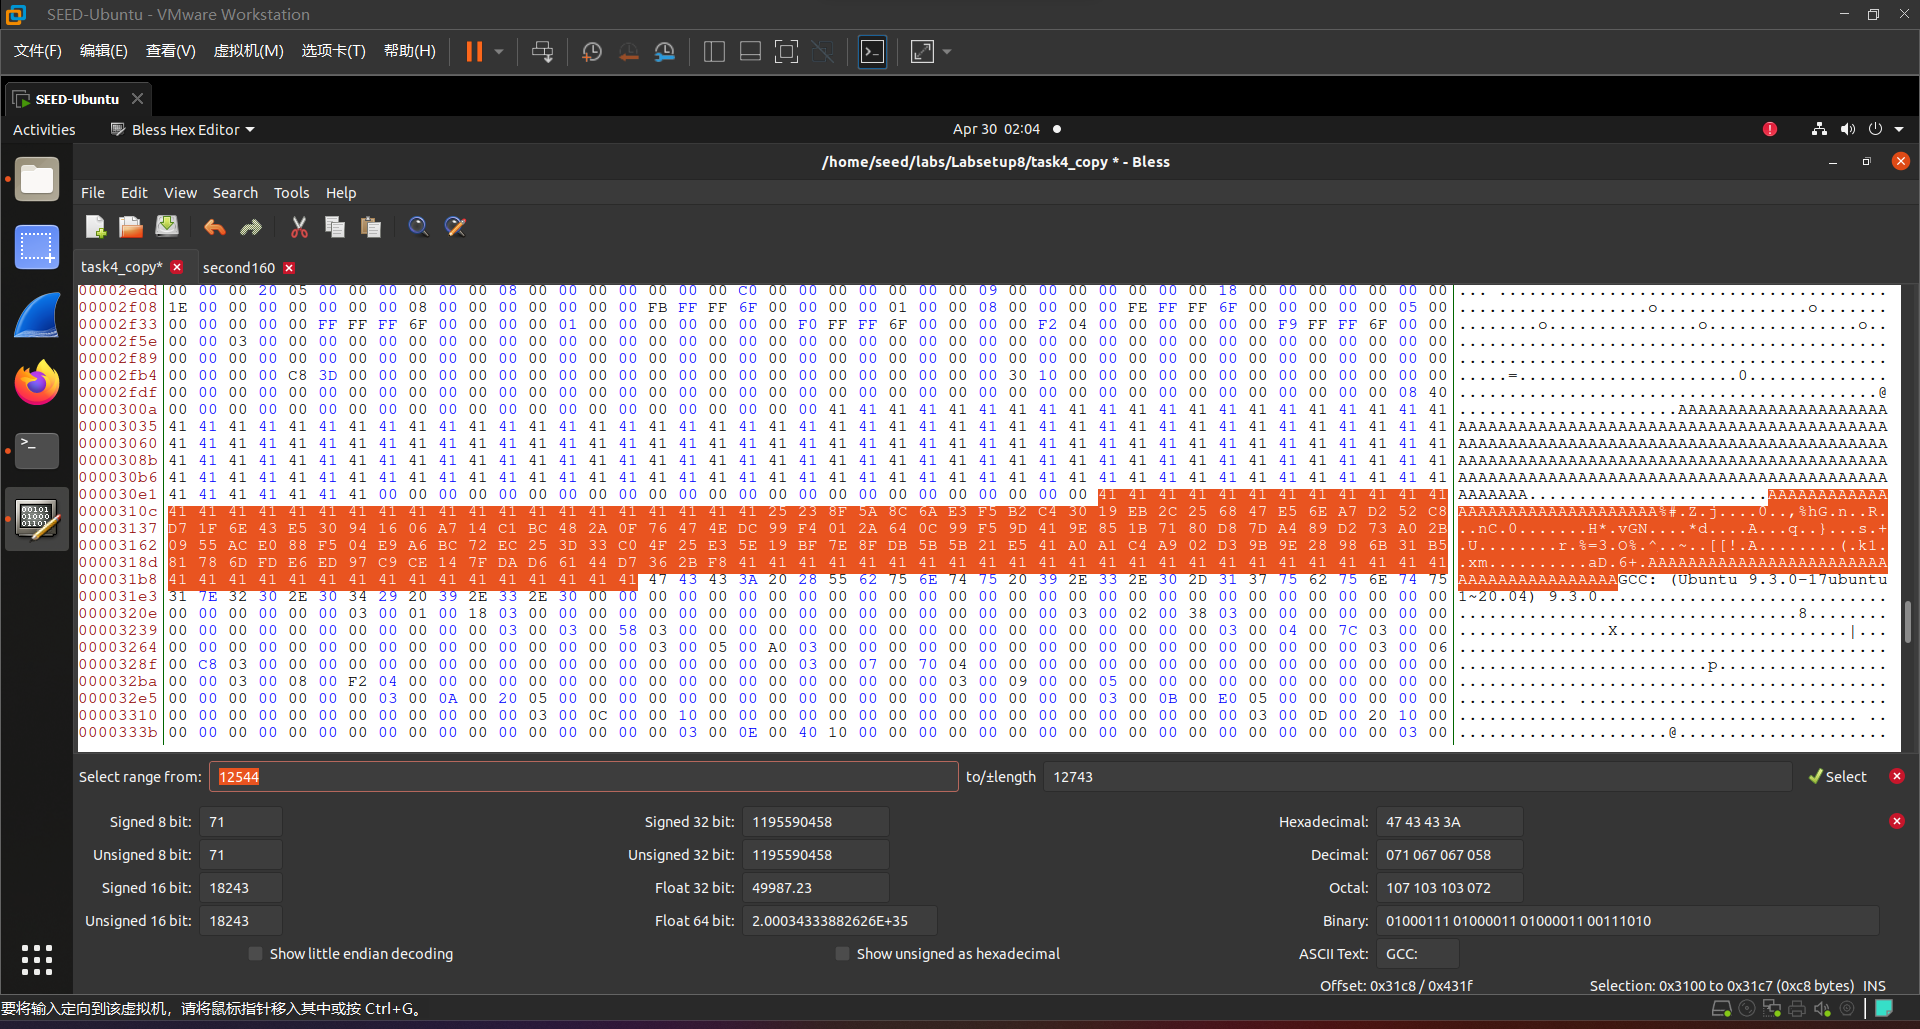 SEED-Ubuntu - VMware Workstation
文件(F) 编辑(E) 查看(V) 虚拟机(M) 选项卡(T) 帮助(H)
SEED-Ubuntu
Activities Bless Hex Editor Apr 30 02:04
/home/seed/labs/Labsetup8/task4_copy * - Bless
File Edit View Search Tools Help
task4_copy* second160
00002edd 00 00 00 20 05 00 00 00 00 00 00 08 00 00 00 00 00 00 00 C0 00 00 00 00 00 00 00 09 00 00 00 00 00 00 00 18 00 00 00 00 00 00 00 ... .......................................
00002f08 1E 00 00 00 00 00 00 00 08 00 00 00 00 00 00 00 00 FB FF FF 6F 00 00 00 00 01 00 00 08 00 00 00 00 FE FF FF 6F 00 00 00 00 05 00 ...................o...............o.......
00002f33 00 00 00 00 00 FF FF FF 6F 00 00 00 00 01 00 00 00 00 00 00 00 F0 FF FF 6F 00 00 00 00 F2 04 00 00 00 00 00 00 F9 FF FF 6F 00 00 ........o...............o...............o..
00002f5e 00 00 03 00 00 00 00 00 00 00 00 00 00 00 00 00 00 00 00 00 00 00 00 00 00 00 00 00 00 00 00 00 00 00 00 00 00 00 00 00 00 00 00 ...........................................
00002f89 00 00 00 00 00 00 00 00 00 00 00 00 00 00 00 00 00 00 00 00 00 00 00 00 00 00 00 00 00 00 00 00 00 00 00 00 00 00 00 00 00 00 00 ...........................................
00002fb4 00 00 00 00 C8 3D 00 00 00 00 00 00 00 00 00 00 00 00 00 00 00 00 00 00 00 00 00 00 30 10 00 00 00 00 00 00 00 00 00 00 00 00 00 .....=......................0..............
00002fdf 00 00 00 00 00 00 00 00 00 00 00 00 00 00 00 00 00 00 00 00 00 00 00 00 00 00 00 00 00 00 00 00 00 00 00 00 00 00 00 00 00 08 40 ..........................................@
0000300a 00 00 00 00 00 00 00 00 00 00 00 00 00 00 00 00 00 00 00 00 00 00 41 41 41 41 41 41 41 41 41 41 41 41 41 41 41 41 41 41 41 41 41 ......................AAAAAAAAAAAAAAAAAAAAA
00003035 41 41 41 41 41 41 41 41 41 41 41 41 41 41 41 41 41 41 41 41 41 41 41 41 41 41 41 41 41 41 41 41 41 41 41 41 41 41 41 41 41 41 41 AAAAAAAAAAAAAAAAAAAAAAAAAAAAAAAAAAAAAAAAAAA
00003060 41 41 41 41 41 41 41 41 41 41 41 41 41 41 41 41 41 41 41 41 41 41 41 41 41 41 41 41 41 41 41 41 41 41 41 41 41 41 41 41 41 41 41 AAAAAAAAAAAAAAAAAAAAAAAAAAAAAAAAAAAAAAAAAAA
0000308b 41 41 41 41 41 41 41 41 41 41 41 41 41 41 41 41 41 41 41 41 41 41 41 41 41 41 41 41 41 41 41 41 41 41 41 41 41 41 41 41 41 41 41 AAAAAAAAAAAAAAAAAAAAAAAAAAAAAAAAAAAAAAAAAAA
000030b6 41 41 41 41 41 41 41 41 41 41 41 41 41 41 41 41 41 41 41 41 41 41 41 41 41 41 41 41 41 41 41 41 41 41 41 41 41 41 41 41 41 41 41 AAAAAAAAAAAAAAAAAAAAAAAAAAAAAAAAAAAAAAAAAAA
000030e1 41 41 41 41 41 41 41 00 00 00 00 00 00 00 00 00 00 00 00 00 00 00 00 00 00 00 00 00 00 00 00 41 41 41 41 41 41 41 41 41 41 41 41 AAAAAAA........................AAAAAAAAAAAA
0000310c 41 41 41 41 41 41 41 41 41 41 41 41 41 41 41 41 41 41 41 41 25 23 8F 5A 8C 6A E3 F5 B2 C4 30 19 EB 2C 25 68 47 E5 6E A7 D2 52 C8 AAAAAAAAAAAAAAAAAAAA%#.Z.j....0..,%hG.n..R.
00003137 D7 1F 6E 43 E5 30 94 16 06 A7 14 C1 BC 48 2A 0F 76 47 4E DC 99 F4 01 2A 64 0C 99 F5 9D 41 9E 85 1B 71 80 D8 7D A4 89 D2 73 A0 2B ..nC.0.......H*.vGN....*d....A...q..}...s.+
00003162 09 55 AC E0 88 F5 04 E9 A6 BC 72 EC 25 3D 33 C0 4F 25 E3 5E 19 BF 7E 8F DB 5B 5B 21 E5 41 A0 A1 C4 A9 02 D3 9B 9E 28 98 6B 31 B5 .U........r.%=3.O%.^..~..[[!.A........(.k1.
0000318d 81 78 6D FD E6 ED 97 C9 CE 14 7F DA D6 61 44 D7 36 2B F8 41 41 41 41 41 41 41 41 41 41 41 41 41 41 41 41 41 41 41 41 41 41 41 41 .xm..........aD.6+.AAAAAAAAAAAAAAAAAAAAAAAA
000031b8 41 41 41 41 41 41 41 41 41 41 41 41 41 41 41 41 47 43 43 3A 20 28 55 62 75 6E 74 75 20 39 2E 33 2E 30 2D 31 37 75 62 75 6E 74 75 AAAAAAAAAAAAAAAAGCC: (Ubuntu 9.3.0-17ubuntu
000031e3 31 7E 32 30 2E 30 34 29 20 39 2E 33 2E 30 00 00 00 00 00 00 00 00 00 00 00 00 00 00 00 00 00 00 00 00 00 00 00 00 00 00 00 00 00 1~20.04) 9.3.0.............................
0000320e 00 00 00 00 00 00 03 00 01 00 18 03 00 00 00 00 00 00 00 00 00 00 00 00 00 00 00 00 00 00 03 00 02 00 38 03 00 00 00 00 00 00 00 ..................................8........
00003239 00 00 00 00 00 00 00 00 00 00 00 03 00 03 00 58 03 00 00 00 00 00 00 00 00 00 00 00 00 00 00 00 00 00 00 03 00 04 00 7C 03 00 00 ...............X.......................|...
00003264 00 00 00 00 00 00 00 00 00 00 00 00 00 00 00 00 03 00 05 00 A0 03 00 00 00 00 00 00 00 00 00 00 00 00 00 00 00 00 00 00 03 00 06 ...........................................
0000328f 00 C8 03 00 00 00 00 00 00 00 00 00 00 00 00 00 00 00 00 00 00 03 00 07 00 70 04 00 00 00 00 00 00 00 00 00 00 00 00 00 00 00 00 .........................p.................
000032ba 00 00 03 00 08 00 F2 04 00 00 00 00 00 00 00 00 00 00 00 00 00 00 00 00 00 00 03 00 09 00 00 05 00 00 00 00 00 00 00 00 00 00 00 ...........................................
000032e5 00 00 00 00 00 00 00 03 00 0A 00 20 05 00 00 00 00 00 00 00 00 00 00 00 00 00 00 00 00 00 00 03 00 0B 00 E0 05 00 00 00 00 00 00 ........... ...............................
00003310 00 00 00 00 00 00 00 00 00 00 00 00 03 00 0C 00 00 10 00 00 00 00 00 00 00 00 00 00 00 00 00 00 00 00 00 00 03 00 0D 00 20 10 00 ........................................ ..
0000333b 00 00 00 00 00 00 00 00 00 00 00 00 00 00 00 00 00 03 00 0E 00 40 10 00 00 00 00 00 00 00 00 00 00 00 00 00 00 00 00 00 00 03 00 .....................@.....................
Select range from: 12544 to/±length 12743 Select
Signed 8 bit: 71 Signed 32 bit: 1195590458 Hexadecimal: 47 43 43 3A
Unsigned 8 bit: 71 Unsigned 32 bit: 1195590458 Decimal: 071 067 067 058
Signed 16 bit: 18243 Float 32 bit: 49987.23 Octal: 107 103 103 072
Unsigned 16 bit: 18243 Float 64 bit: 2.00034333882626E+35 Binary: 01000111 01000011 01000011 00111010
Show little endian decoding Show unsigned as hexadecimal ASCII Text: GCC:
Offset: 0x31c8 / 0x431f Selection: 0x3100 to 0x31c7 (0xc8 bytes) INS
要将输入定向到该虚拟机，请将鼠标指针移入其中或按 Ctrl+G。